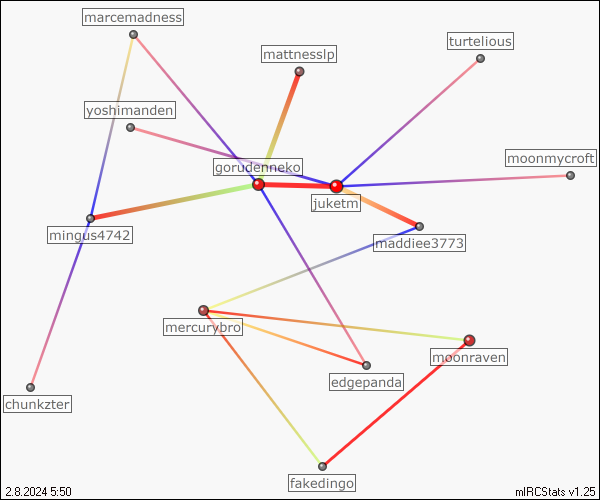 marcemadness
turtelious
mattnesslp
yoshimanden
moonmycroft
gorudenneko
juketm
mingus4742
maddiee3773
mercurybro
moonraven
edgepanda
chunkzter
fakedingo
2.8.2024 5:50
mIRCStats v1.25